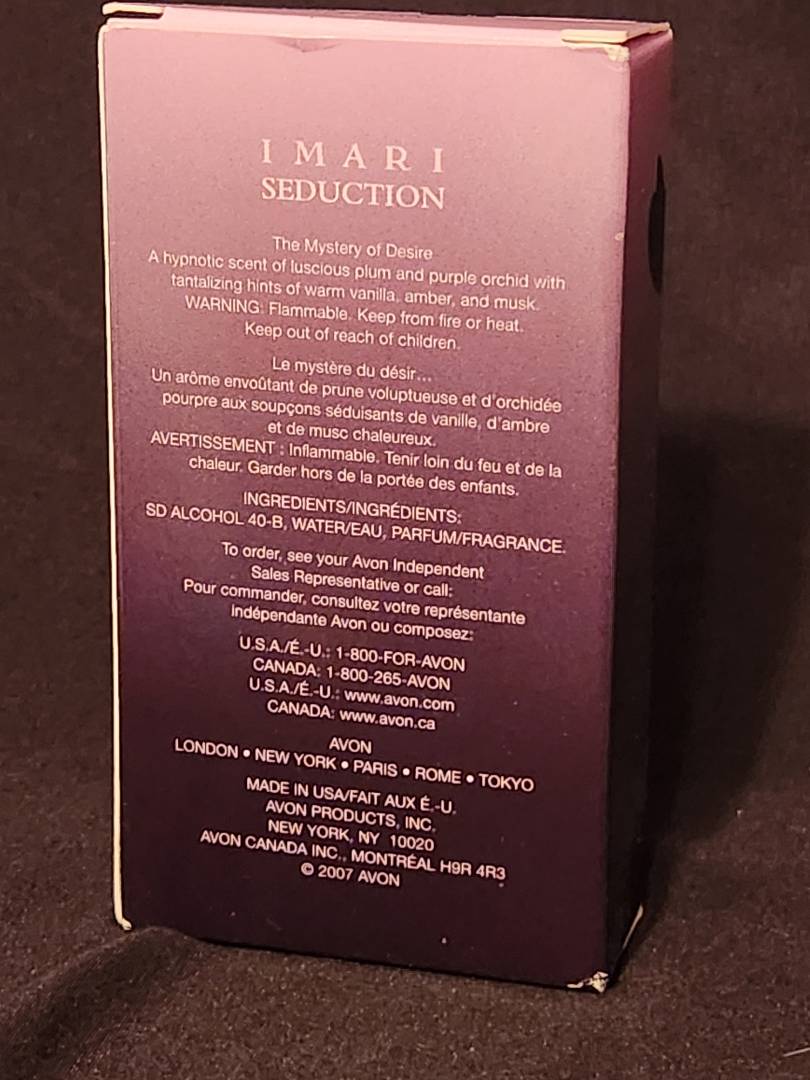 IMARI
SEDUCTION
The Mystery of Desire
A hypnotic scent of luscious plum and purple orchid with
tantalizing hints of warm vanilla, amber, and musk.
WARNING: Flammable. Keep from fire or heat.
Keep out of reach of children.
Le mystère du désir...
Un arôme envoûtant de prune voluptueuse et d'orchidée
pourpre aux soupçons séduisants de vanille, d'ambre
et de musc chaleureux.
AVERTISSEMENT : Inflammable. Tenir loin du feu et de la
chaleur. Garder hors de la portée des enfants.
INGREDIENTS/INGRÉDIENTS:
SD ALCOHOL 40-B, WATER/EAU, PARFUM/FRAGRANCE.
To order, see your Avon Independent
Sales Representative or call:
Pour commander, consultez votre représentante
indépendante Avon ou composez:
U.S.A./É.-U.: 1-800-FOR-AVON
CANADA: 1-800-265-AVON
U.S.A./É.-U.: www.avon.com
CANADA: www.avon.ca
AVON
LONDON • NEW YORK • PARIS • ROME • TOKYO
MADE IN USA/FAIT AUX É.-U.
AVON PRODUCTS, INC.
NEW YORK, NY 10020
AVON CANADA INC., MONTRÉAL H9R 4R3
© 2007 AVON